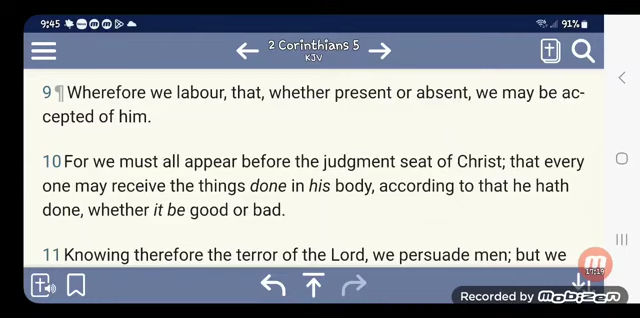 9:45 91%
2 Corinthians 5
KJV
9 ¶ Wherefore we labour, that, whether present or absent, we may be ac-
cepted of him.
10 For we must all appear before the judgment seat of Christ; that every
one may receive the things done in his body, according to that he hath
done, whether it be good or bad.
11 Knowing therefore the terror of the Lord, we persuade men; but we
17:19
Recorded by Mobizen